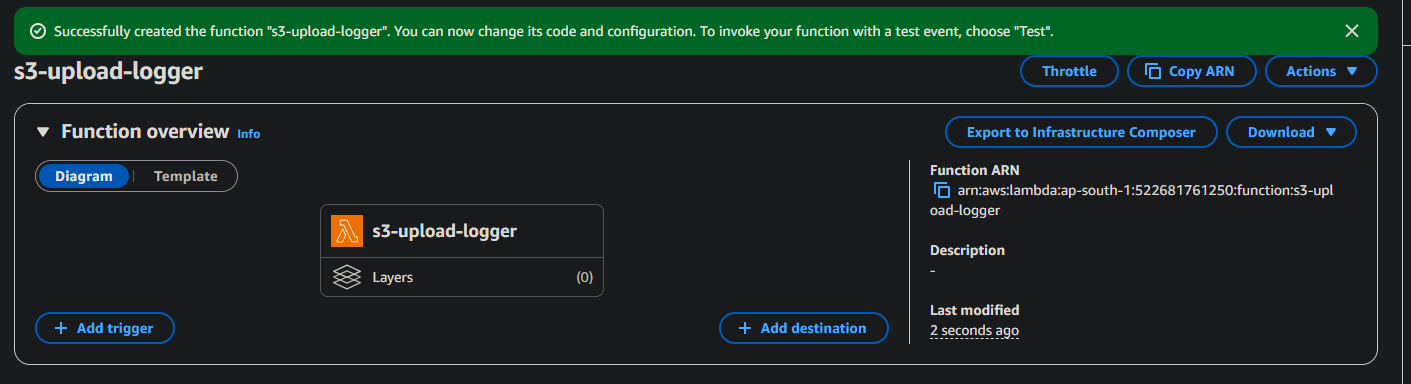 Successfully created the function "s3-upload-logger". You can now change its code and configuration. To invoke your function with a test event, choose "Test".
s3-upload-logger
Throttle
Copy ARN
Actions
Function overview Info
Export to Infrastructure Composer
Download
Diagram
Template
s3-upload-logger
Layers
(0)
Add trigger
Add destination
Function ARN
arn:aws:lambda:ap-south-1:522681761250:function:s3-upl
oad-logger
Description
-
Last modified
2 seconds ago